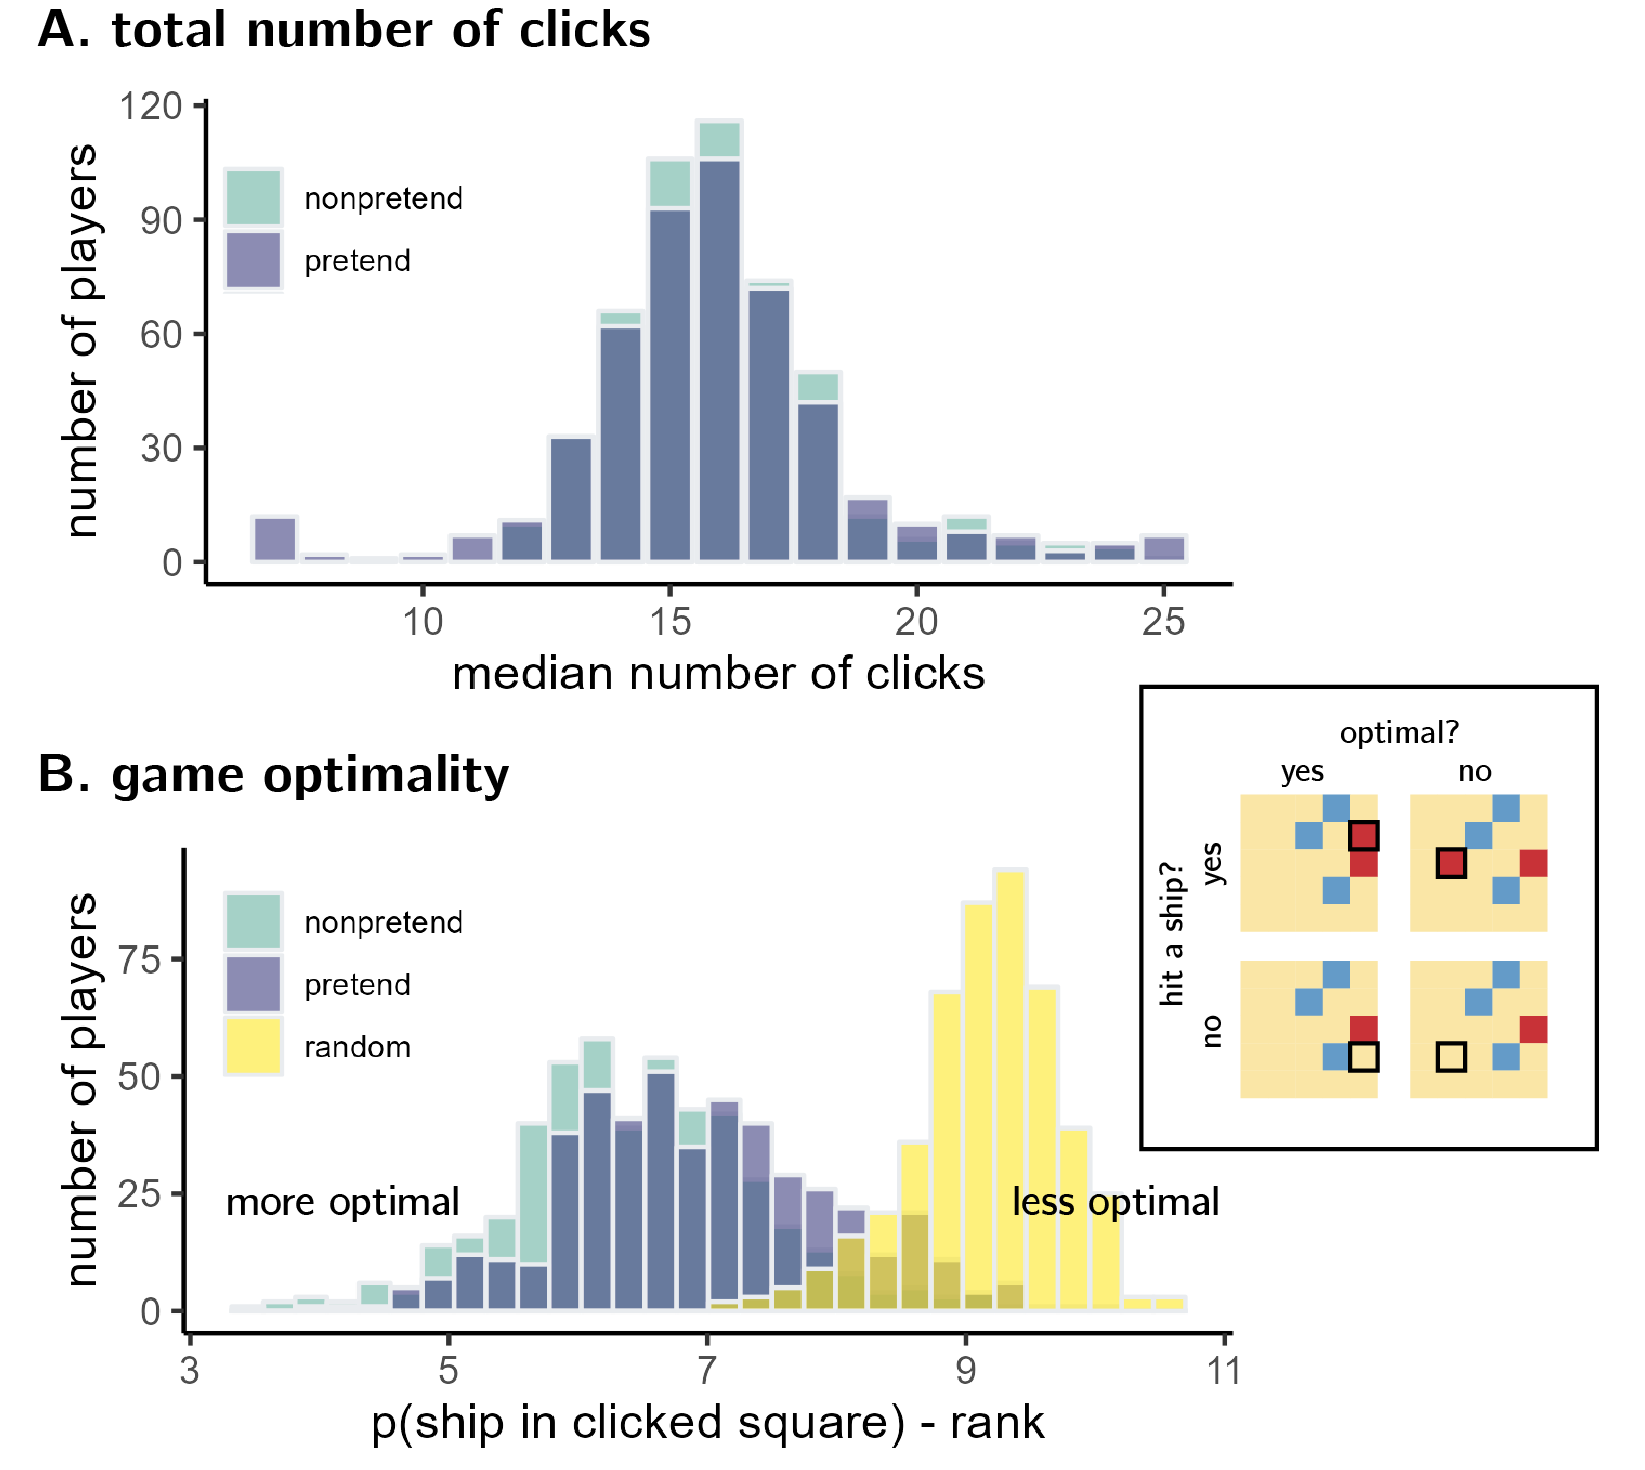 A. total number of clicks
number of players
120
90
60
30
0
nonpretend
pretend
10 15 20 25
median number of clicks
B. game optimality
number of players
75
50
25
0
nonpretend
pretend
random
more optimal
less optimal
3 5 7 9 11
p(ship in clicked square) - rank
optimal?
yes no
hit a ship?
yes
no